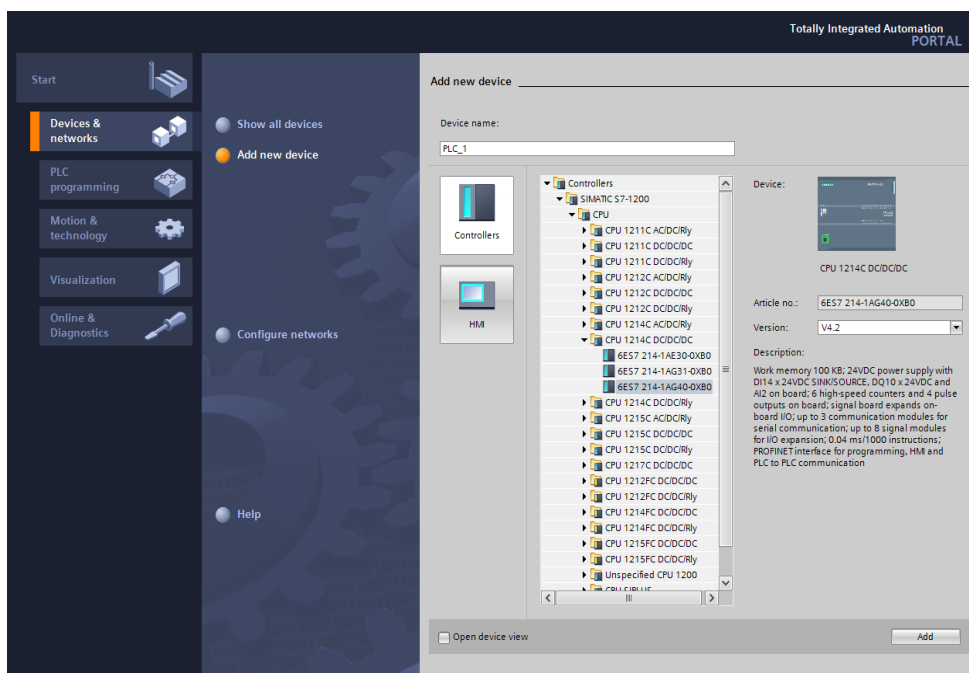 Totally Integrated Automation
PORTAL
Start
Devices &
networks
PLC
programming
Motion &
technology
Visualization
Online &
Diagnostics
Show all devices
Add new device
Configure networks
Help
Add new device
Device name:
PLC_1
Controllers
HMI
Controllers
SIMATIC S7-1200
CPU
CPU 1211C AC/DC/Rly
CPU 1211C DC/DC/DC
CPU 1211C DC/DC/Rly
CPU 1212C AC/DC/Rly
CPU 1212C DC/DC/DC
CPU 1212C DC/DC/Rly
CPU 1214C AC/DC/Rly
CPU 1214C DC/DC/DC
6ES7 214-1AE30-0XB0
6ES7 214-1AG31-0XB0
6ES7 214-1AG40-0XB0
CPU 1214C DC/DC/Rly
CPU 1215C AC/DC/Rly
CPU 1215C DC/DC/DC
CPU 1215C DC/DC/Rly
CPU 1217C DC/DC/DC
CPU 1212FC DC/DC/DC
CPU 1212FC DC/DC/Rly
CPU 1214FC DC/DC/DC
CPU 1214FC DC/DC/Rly
CPU 1215FC DC/DC/DC
CPU 1215FC DC/DC/Rly
Unspecified CPU 1200
CPU SIPLUS
Device:
CPU 1214C DC/DC/DC
Article no.:
6ES7 214-1AG40-0XB0
Version:
V4.2
Description:
Work memory 100 KB; 24VDC power supply with
DI14 x 24VDC SINK/SOURCE, DQ10 x 24VDC and
AI2 on board; 6 high-speed counters and 4 pulse
outputs on board; signal board expands on-
board I/O; up to 3 communication modules for
serial communication; up to 8 signal modules
for I/O expansion; 0.04 ms/1000 instructions;
PROFINET interface for programming, HMI and
PLC to PLC communication
Open device view
Add